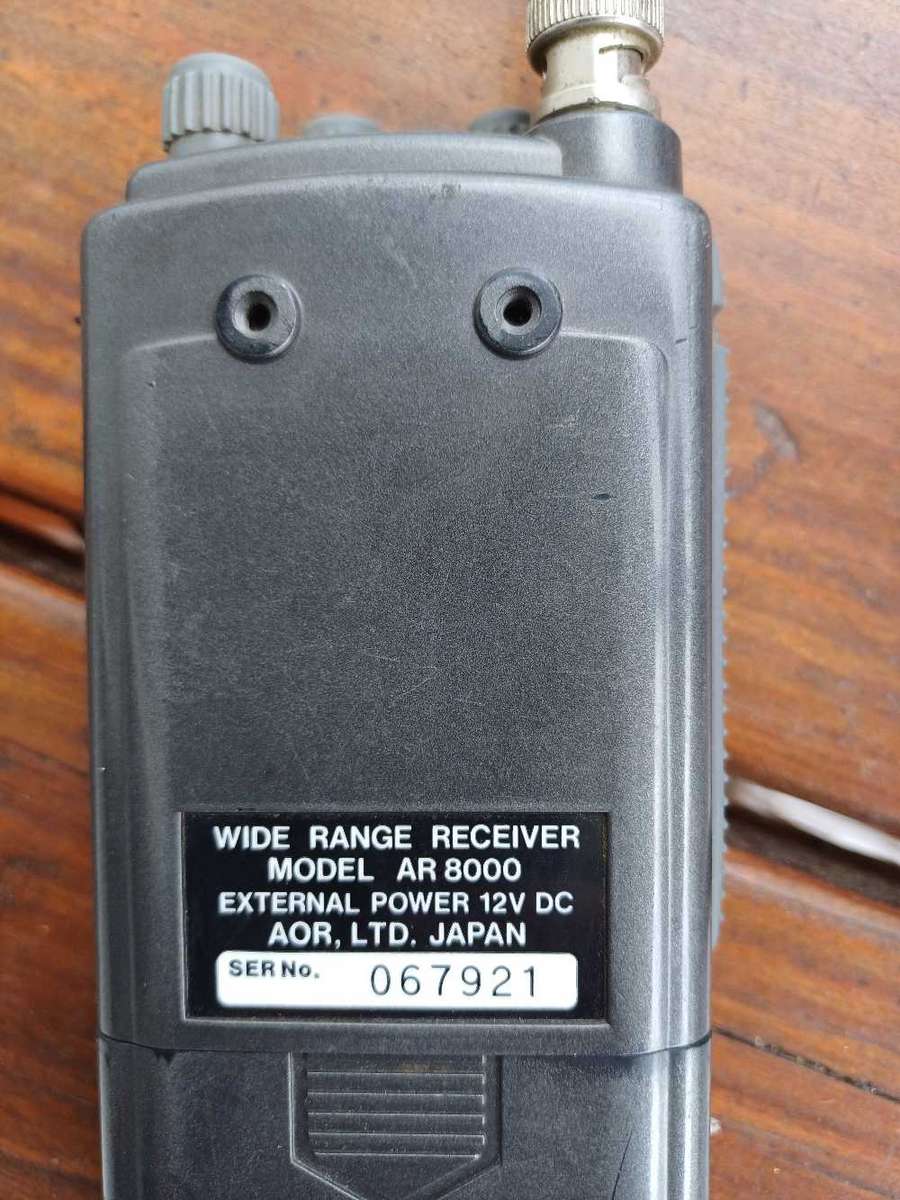 WIDE RANGE RECEIVER
MODEL AR 8000
EXTERNAL POWER 12V DC
AOR, LTD. JAPAN
SER No. 067921